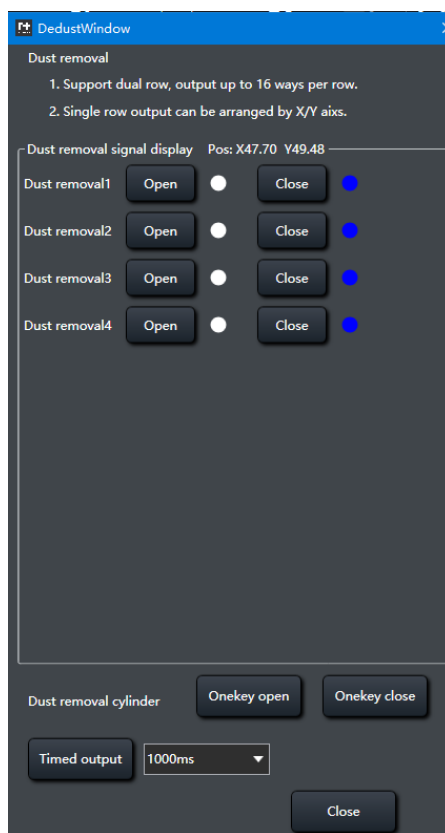 DedustWindow
Dust removal
1. Support dual row, output up to 16 ways per row.
2. Single row output can be arranged by X/Y aixs.
Dust removal signal display Pos: X47.70 Y49.48
Dust removal1 Open Close
Dust removal2 Open Close
Dust removal3 Open Close
Dust removal4 Open Close
Dust removal cylinder Onekey open Onekey close
Timed output 1000ms
Close